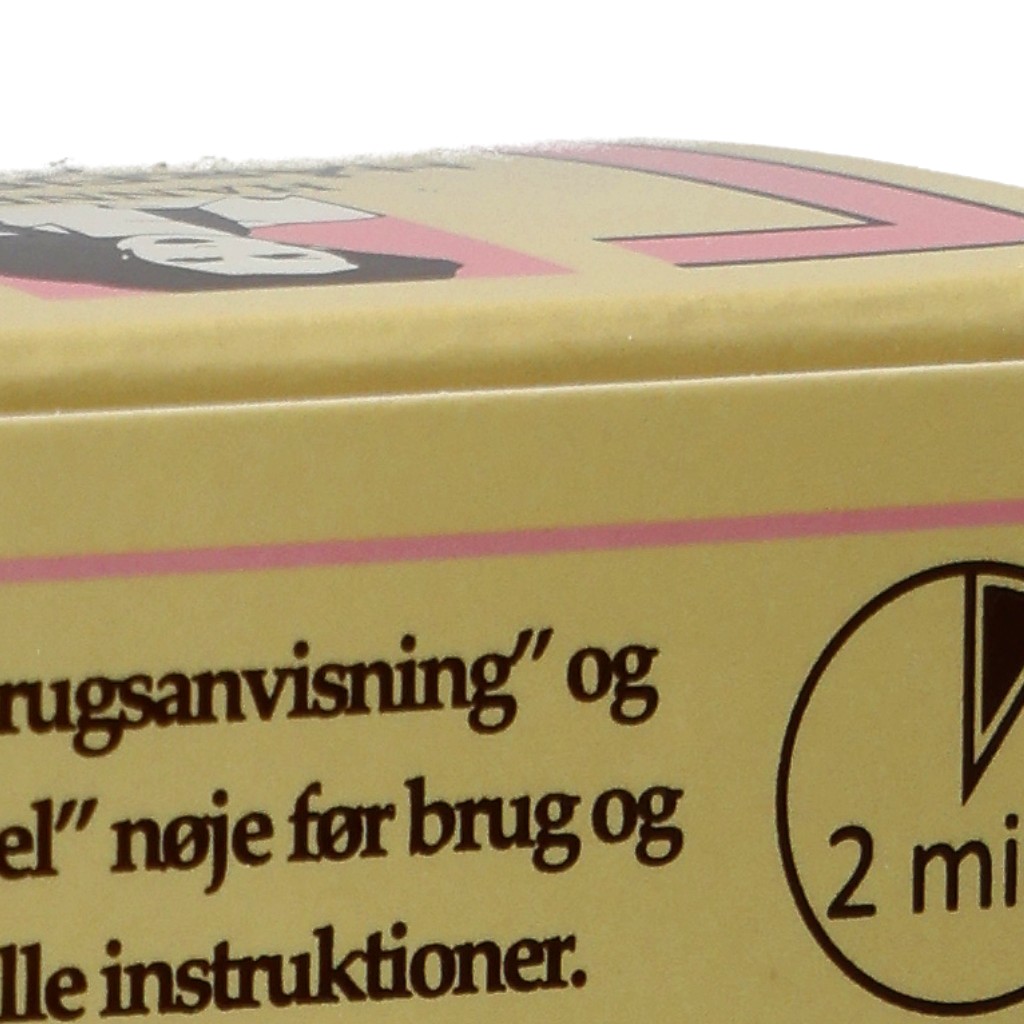 rugsanvisning” og
el” nøje før brug og
lle instruktioner.
2 mi